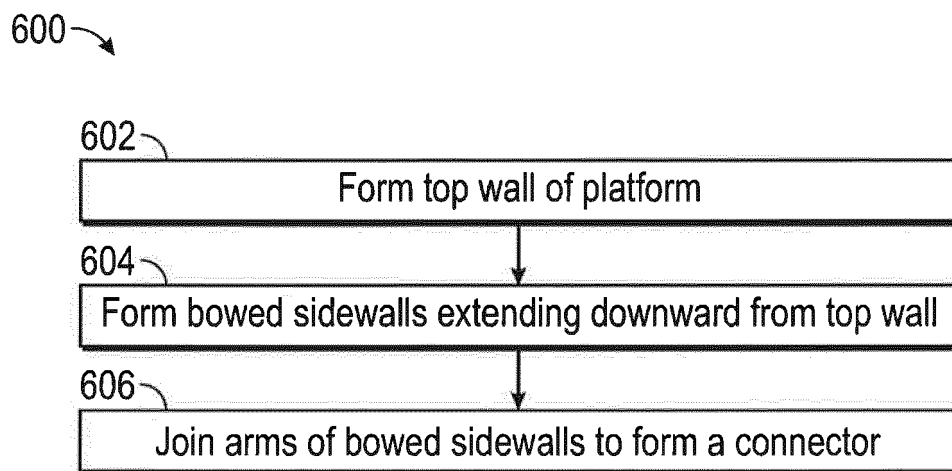 600
602
Form top wall of platform
604
Form bowed sidewalls extending downward from top wall
606
Join arms of bowed sidewalls to form a connector